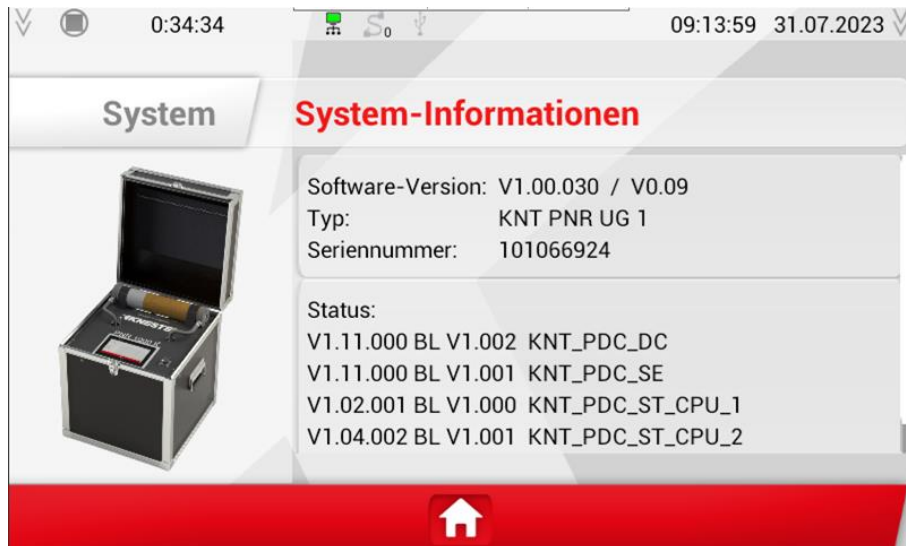 0:34:34
0
09:13:59 31.07.2023
System
System-Informationen
Software-Version: V1.00.030 / V0.09
Typ: KNT PNR UG 1
Seriennummer: 101066924
Status:
V1.11.000 BL V1.002 KNT_PDC_DC
V1.11.000 BL V1.001 KNT_PDC_SE
V1.02.001 BL V1.000 KNT_PDC_ST_CPU_1
V1.04.002 BL V1.001 KNT_PDC_ST_CPU_2